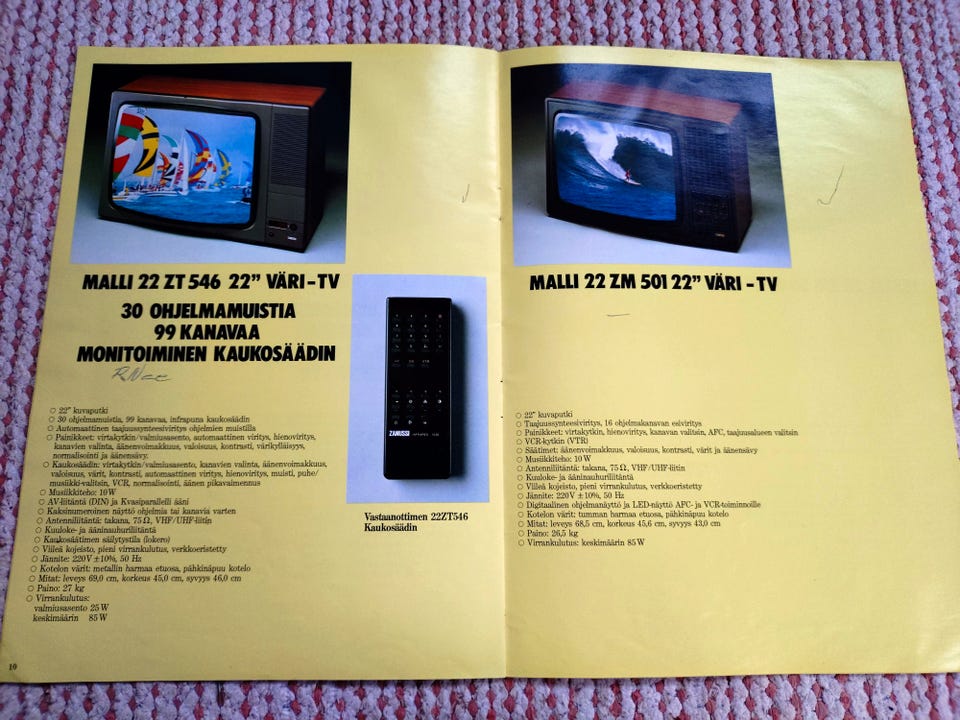 MALLI 22 ZT 546 22” VÄRI-TV
30 OHJELMAMUISTIA
99 KANAVAA
MONITOIMINEN KAUKOSÄÄDIN
○ 22" kuvaputki
○ 30 ohjelmamuistia, 99 kanavaa, infrapuna kaukosäädin
○ Automaattinen taajuussynteesiviritys ohjelmien muistilla
○ Painikkeet: virtakytkin/valmiusasento, automaattinen viritys, hienoviritys,
kanavien valinta, äänenvoimakkuus, valoisuus, kontrasti, värikylläisyys,
normalisointi ja äänensävy.
○ Kaukosäädin: virtakytkin/valmiusasento, kanavien valinta, äänenvoimakkuus,
valoisuus, värit, kontrasti, automaattinen viritys, hienoviritys, muisti, puhe/
musiikki-valitsin, VCR, normalisointi, äänen pikavaimennus
○ Musiikkiteho: 10 W
○ AV-liitäntä (DIN) ja Kvasiparallelli ääni
○ Kaksinumeroinen näyttö ohjelmia tai kanavia varten
○ Antenniliitäntä: takana, 75 Ω, VHF/UHF-liitin
○ Kuuloke- ja ääninauhuriliitäntä
○ Kaukosäätimen säilytystila (lokero)
○ Viileä kojeisto, pieni virrankulutus, verkkoeristetty
○ Jännite: 220 V ±10%, 50 Hz
○ Kotelon värit: metallin harmaa etuosa, pähkinäpuu kotelo
○ Mitat: leveys 69,0 cm, korkeus 45,0 cm, syvyys 46,0 cm
○ Paino: 27 kg
○ Virrankulutus:
valmiusasento 25 W
keskimäärin 85 W
10
ZANUSSI
Vastaanottimen 22ZT546
Kaukosäädin
MALLI 22 ZM 501 22” VÄRI - TV
○ 22" kuvaputki
○ Taajuussynteesiviritys, 16 ohjelmakanavan esiviritys
○ Painikkeet: virtakytkin, hienoviritys, kanavan valitsin, AFC, taajuusalueen valitsin
○ VCR-kytkin (VTR)
○ Säätimet: äänenvoimakkuus, valoisuus, kontrasti, värit ja äänensävy
○ Musiikkiteho: 10 W
○ Antenniliitäntä: takana, 75 Ω, VHF/UHF-liitin
○ Kuuloke- ja ääninauhuriliitäntä
○ Viileä kojeisto, pieni virrankulutus, verkkoeristetty
○ Jännite: 220 V ±10%, 50 Hz
○ Digitaalinen ohjelmanäyttö ja LED-näyttö AFC- ja VCR-toiminnoille
○ Kotelon värit: tumman harmaa etuosa, pähkinäpuu kotelo
○ Mitat: leveys 68,5 cm, korkeus 45,6 cm, syvyys 43,0 cm
○ Paino: 26,5 kg
○ Virrankulutus: keskimäärin 85 W